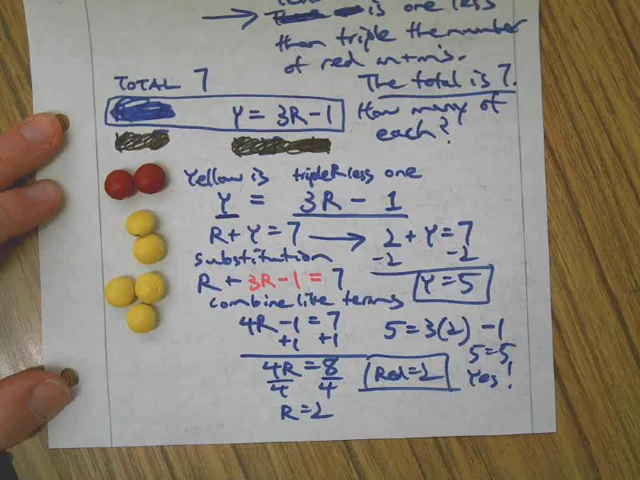 is one less
than triple the number
of red m+m's.
The total is 7.
How many of
each?
TOTAL 7
Y = 3R - 1
Yellow is tripleR less one
Y = 3R - 1
R + Y = 7 → 2 + Y = 7
-2 -2
substitution
R + 3R - 1 = 7
Y = 5
combine like terms
4R - 1 = 7
+1 +1
5 = 3(2) - 1
5 = 5
Yes!
4R = 8
4 4
Red = 2
R = 2